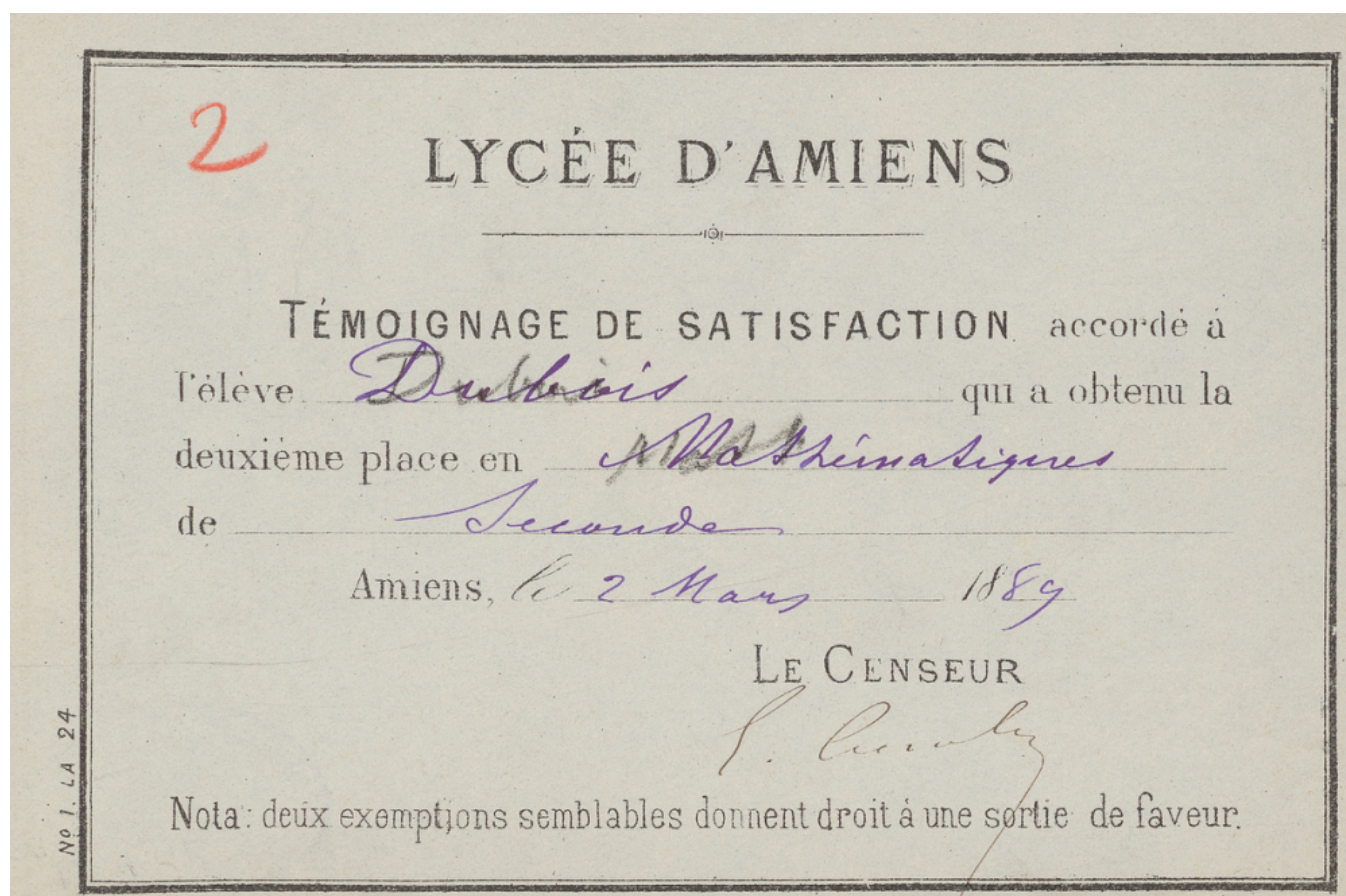 2
LYCÉE D'AMIENS
TÉMOIGNAGE DE SATISFACTION accordé à
l'élève Dubois qui a obtenu la
deuxième place en Mathématiques
de Seconde
Amiens, le 2 Mars 1889
LE CENSEUR
Nota: deux exemptions semblables donnent droit à une sortie de faveur.
Nº 1. LA 24